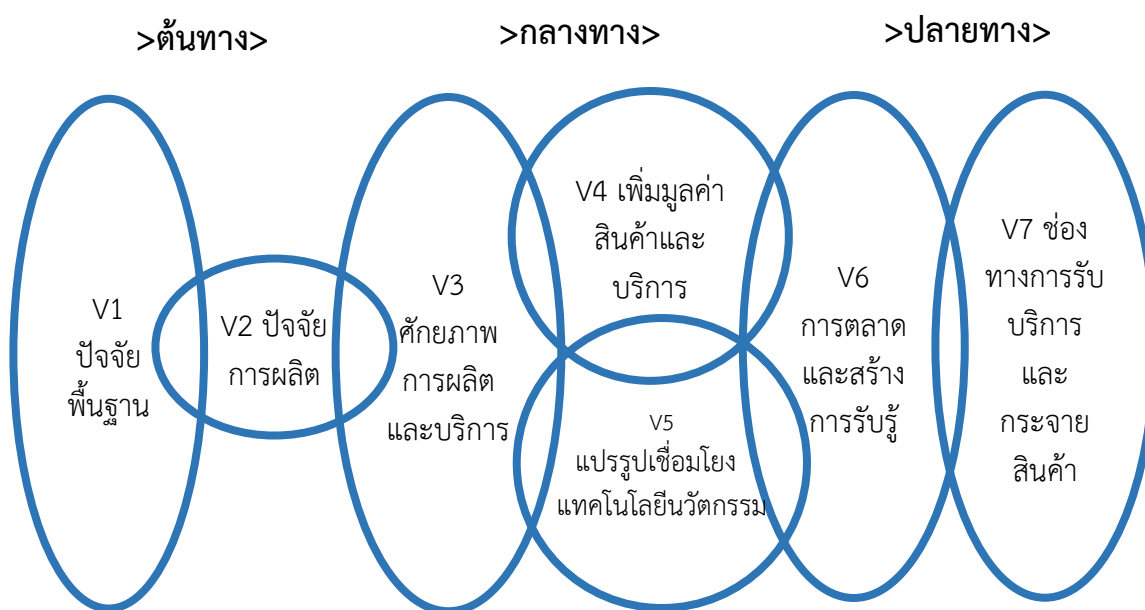 >ต้นทาง>
>กลางทาง>
>ปลายทาง>
V1
ปัจจัย
พื้นฐาน
V2 ปัจจัย
การผลิต
V3
ศักยภาพ
การผลิต
และบริการ
V4 เพิ่มมูลค่า
สินค้าและ
บริการ
V5
แปรรูปเชื่อมโยง
แทคโนโลยีนวัตกรรม
V6
การตลาด
และสร้าง
การรับรู้
V7 ช่อง
ทางการรับ
บริการ
และ
กระจาย
สินค้า